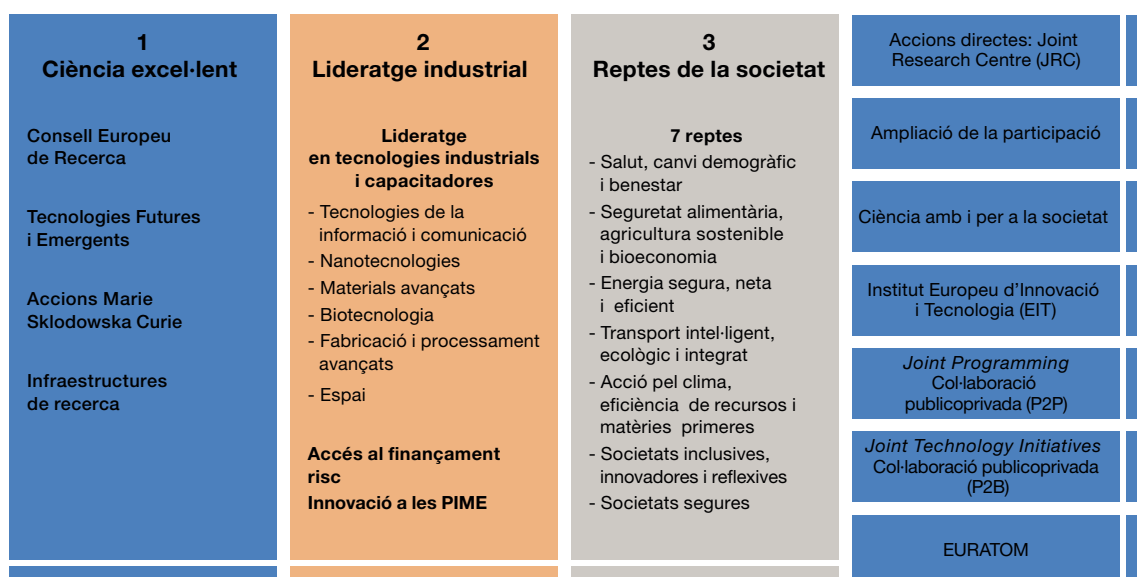 1
Ciència excel·lent
Consell Europeu
de Recerca
Tecnologies Futures
i Emergents
Accions Marie
Sklodowska Curie
Infraestructures
de recerca
2
Lideratge industrial
Lideratge
en tecnologies industrials
i capacitadores
- Tecnologies de la
informació i comunicació
- Nanotecnologies
- Materials avançats
- Biotecnologia
- Fabricació i processament
avançats
- Espai
Accés al finançament
risc
Innovació a les PIME
3
Reptes de la societat
7 reptes
- Salut, canvi demogràfic
i benestar
- Seguretat alimentària,
agricultura sostenible
i bioeconomia
- Energia segura, neta
i eficient
- Transport intel·ligent,
ecològic i integrat
- Acció pel clima,
eficiència de recursos i
matèries primeres
- Societats inclusives,
innovadores i reflexives
- Societats segures
Accions directes: Joint
Research Centre (JRC)
Ampliació de la participació
Ciència amb i per a la societat
Institut Europeu d'Innovació
i Tecnologia (EIT)
Joint Programming
Col·laboració
publicoprivada (P2P)
Joint Technology Initiatives
Col·laboració publicoprivada
(P2B)
EURATOM